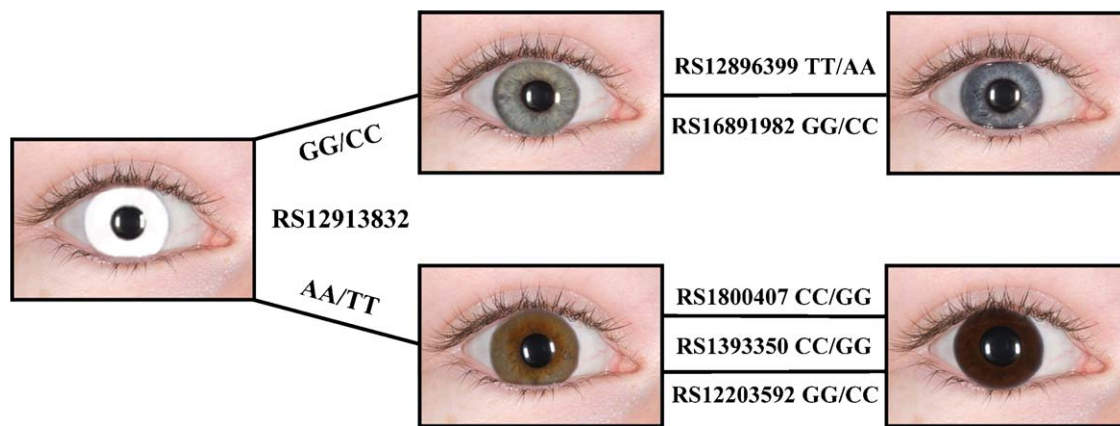 GG/CC
RS12913832
AA/TT
RS12896399 TT/AA
RS16891982 GG/CC
RS1800407 CC/GG
RS1393350 CC/GG
RS12203592 GG/CC